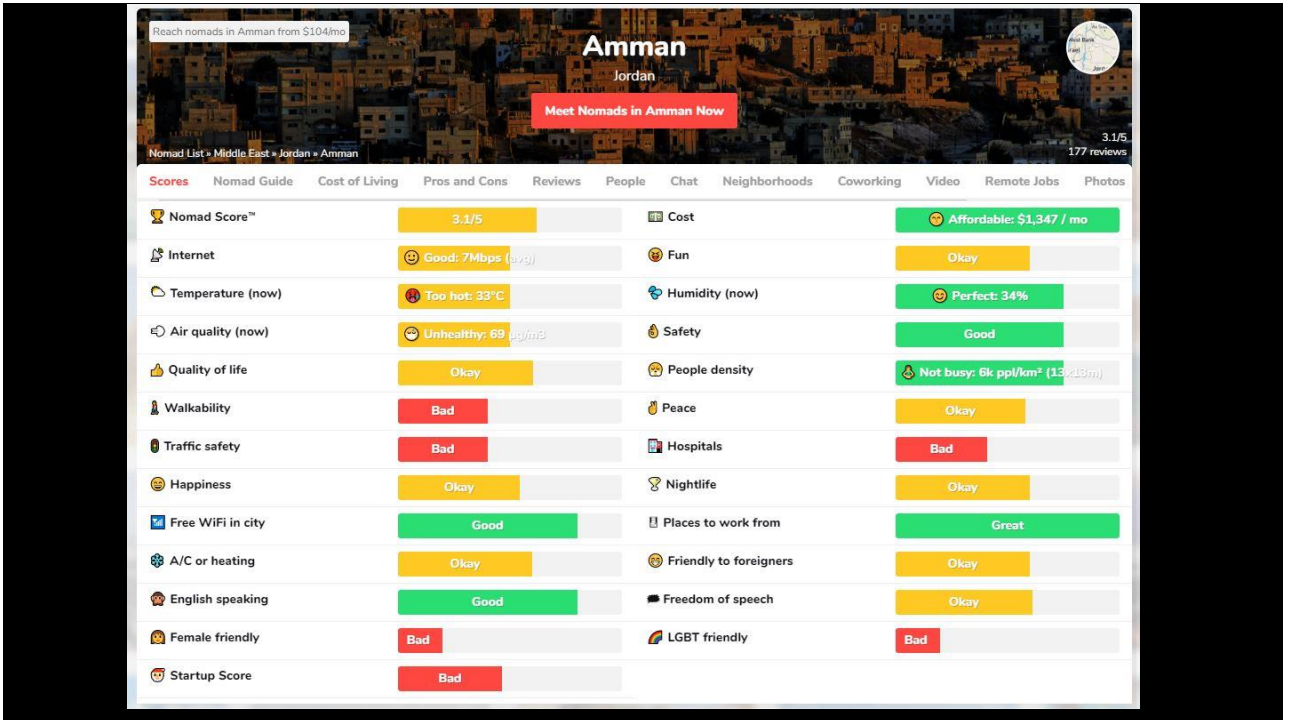 Reach nomads in Amman from $104/mo
Amman
Jordan
Meet Nomads in Amman Now
3.1/5
Nomad List » Middle East » Jordan » Amman
177 reviews
Scores Nomad Guide Cost of Living Pros and Cons Reviews People Chat Neighborhoods Coworking Video Remote Jobs Photos
Nomad Score™ 3.1/5 Cost Affordable: $1,347 / mo
Internet Good: 7Mbps (avg) Fun Okay
Temperature (now) Too hot: 33°C Humidity (now) Perfect: 34%
Air quality (now) Unhealthy: 69 µg/m3 Safety Good
Quality of life Okay People density Not busy: 6k ppl/km² (13×13m)
Walkability Bad Peace Okay
Traffic safety Bad Hospitals Bad
Happiness Okay Nightlife Okay
Free WiFi in city Good Places to work from Great
A/C or heating Okay Friendly to foreigners Okay
English speaking Good Freedom of speech Okay
Female friendly Bad LGBT friendly Bad
Startup Score Bad